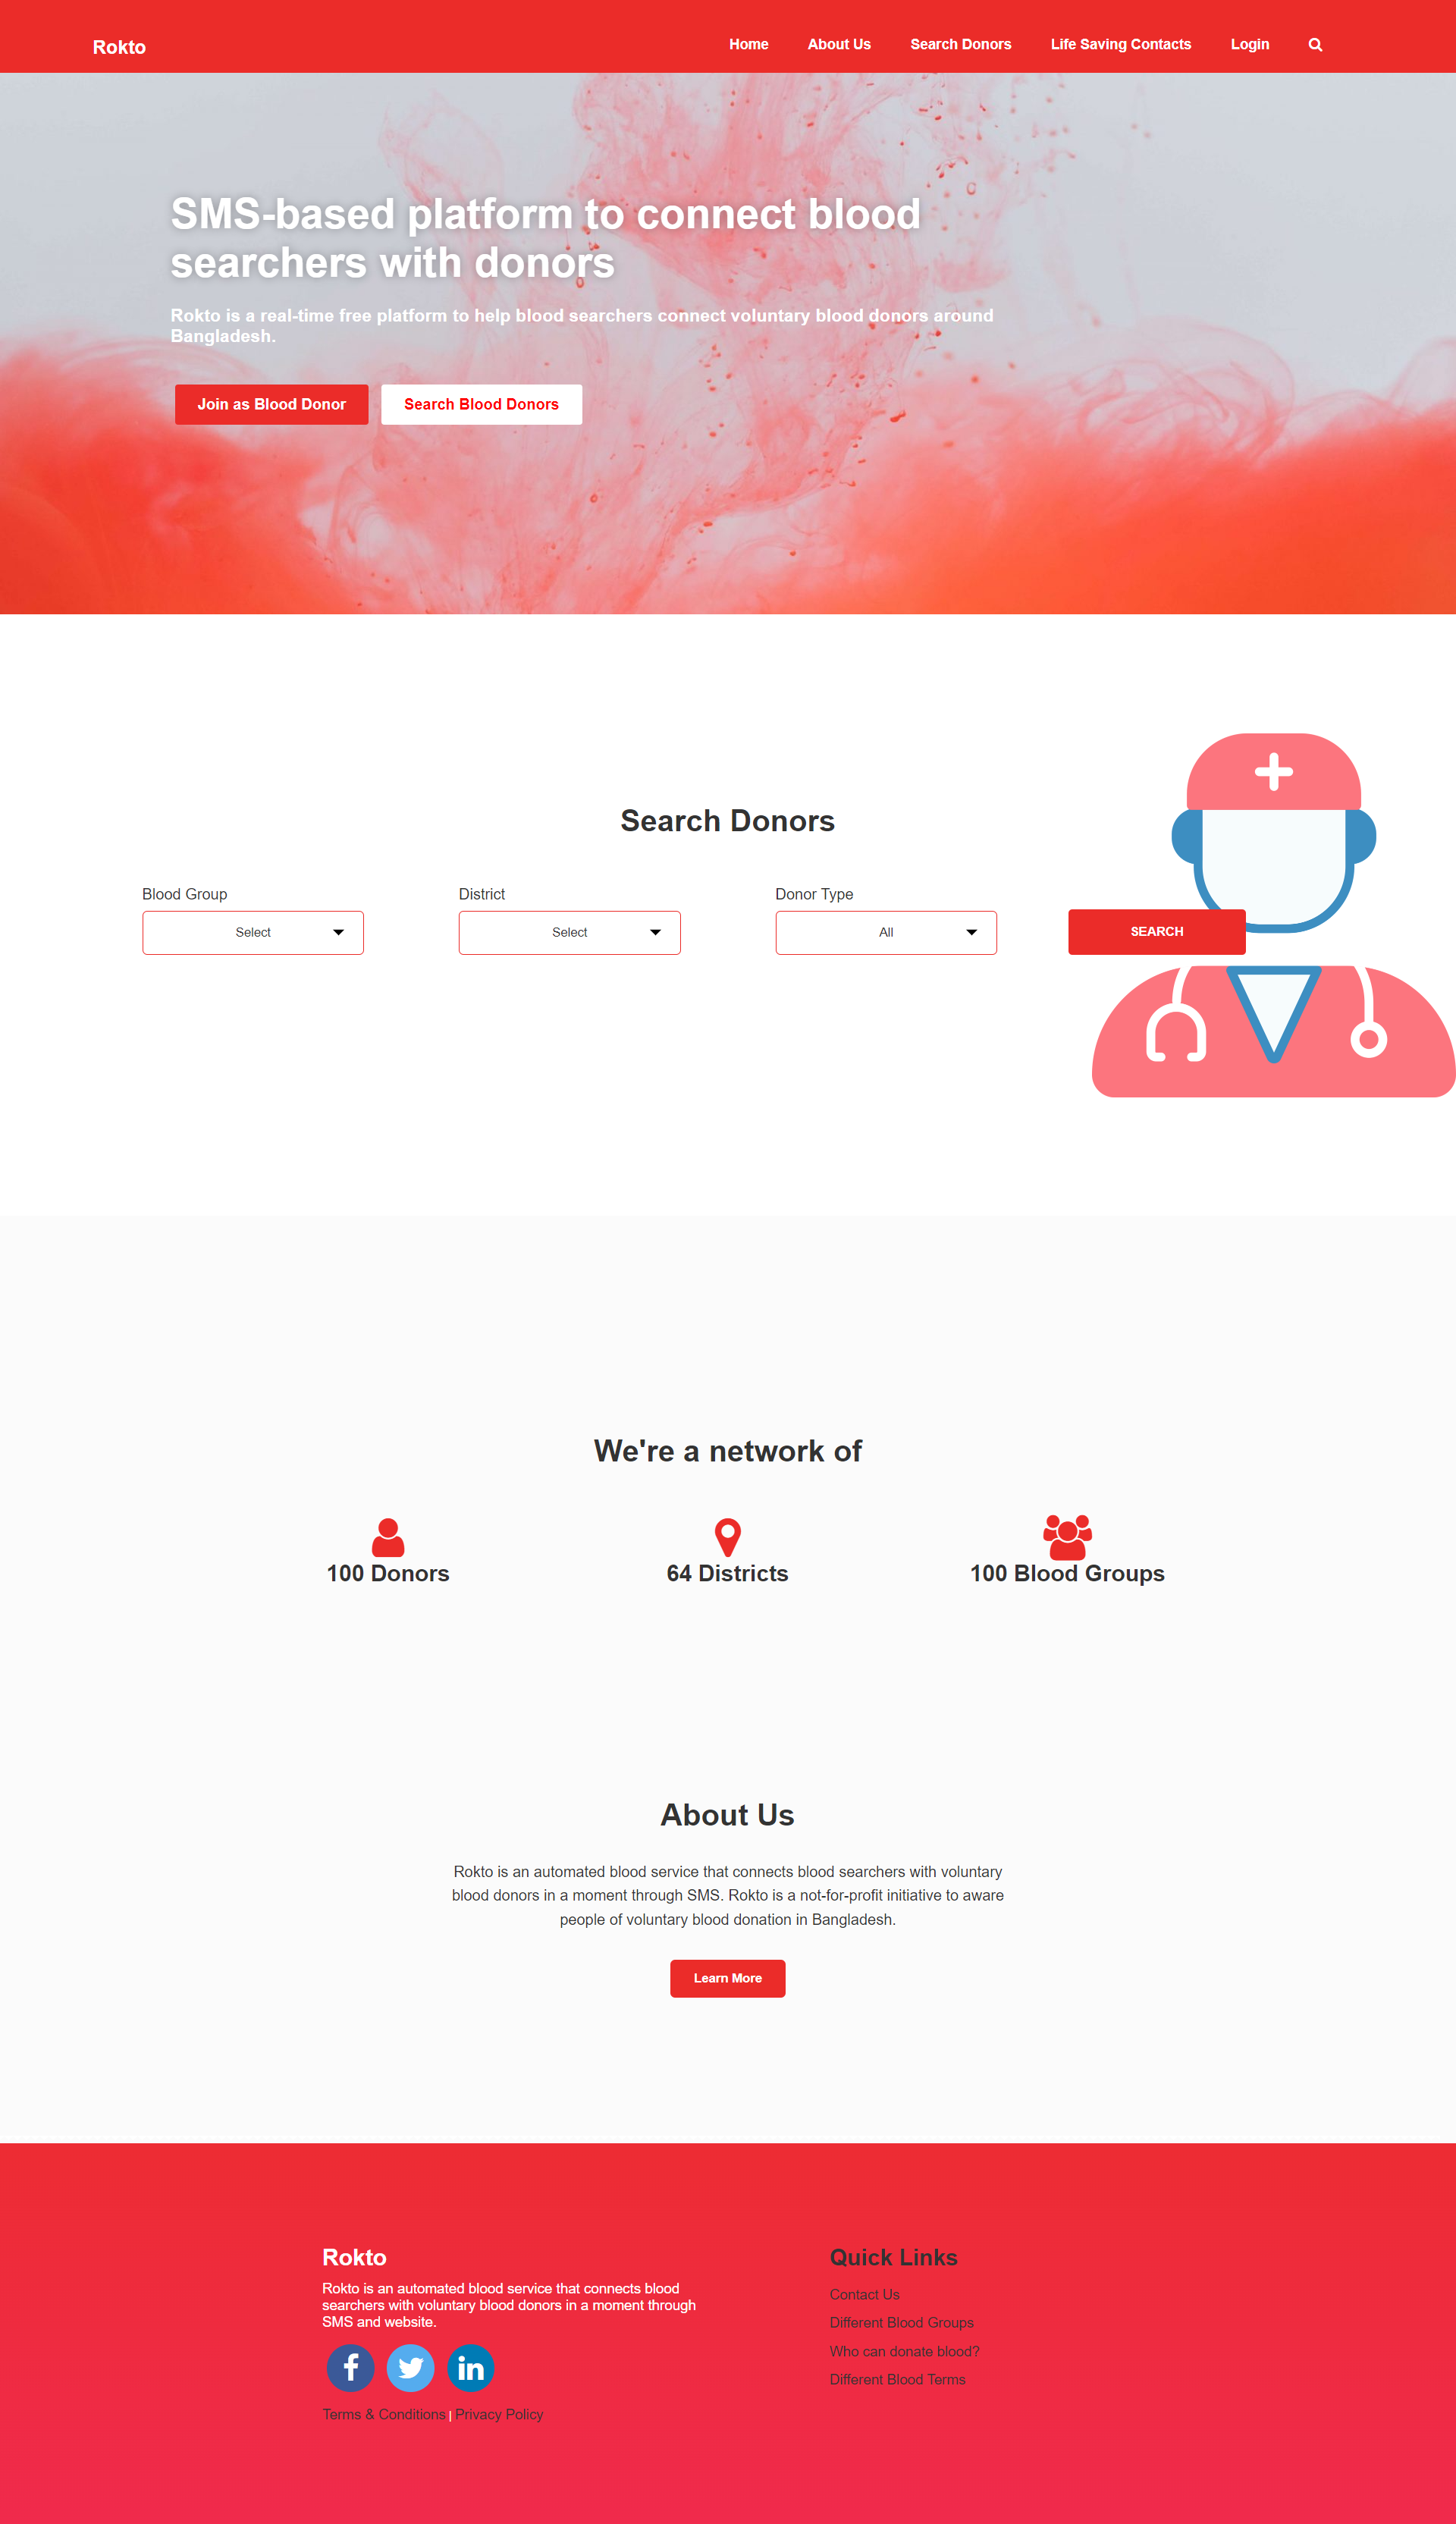 Rokto
Home
About Us
Search Donors
Life Saving Contacts
Login
SMS-based platform to connect blood
searchers with donors
Rokto is a real-time free platform to help blood searchers connect voluntary blood donors around
Bangladesh.
Join as Blood Donor
Search Blood Donors
Search Donors
Blood Group
Select
District
Select
Donor Type
All
SEARCH
We're a network of
100 Donors
64 Districts
100 Blood Groups
About Us
Rokto is an automated blood service that connects blood searchers with voluntary
blood donors in a moment through SMS. Rokto is a not-for-profit initiative to aware
people of voluntary blood donation in Bangladesh.
Learn More
Rokto
Rokto is an automated blood service that connects blood
searchers with voluntary blood donors in a moment through
SMS and website.
Terms & Conditions | Privacy Policy
Quick Links
Contact Us
Different Blood Groups
Who can donate blood?
Different Blood Terms